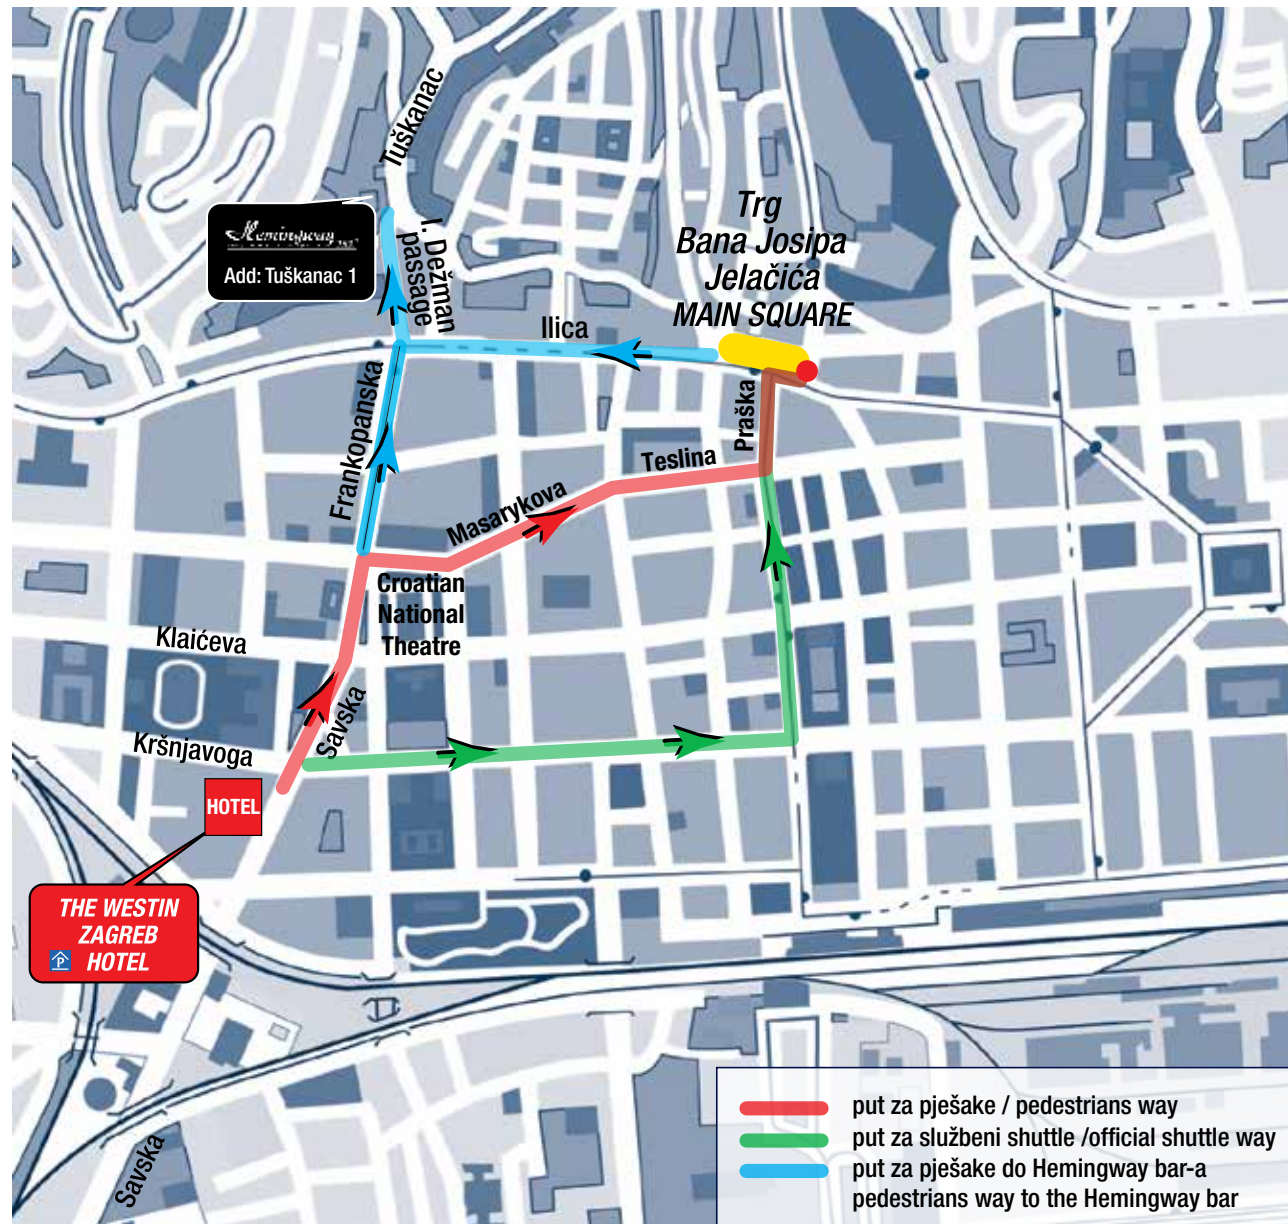 Tuškanac
Hemingway
Add: Tuškanac 1
I. Dežman
passage
Trg
Bana Josipa
Jelačića
MAIN SQUARE
Ilica
Frankopanska
Praška
Teslina
Masarykova
Croatian
National
Theatre
Klaićeva
Savska
Kršnjavoga
HOTEL
THE WESTIN
ZAGREB
P HOTEL
Savska
put za pješake / pedestrians way
put za službeni shuttle /official shuttle way
put za pješake do Hemingway bar-a
pedestrians way to the Hemingway bar